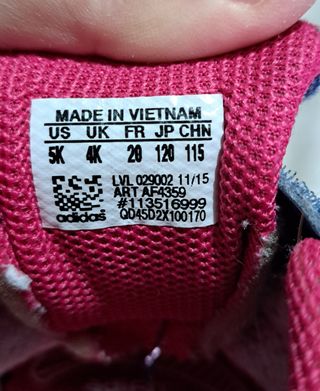 MADE IN VIETNAM
US UK FR JP CHN
5K 4K 20 120 115
LVL 029002 11/15
ART AF4359
#113516999
adidas QD45D2X100170